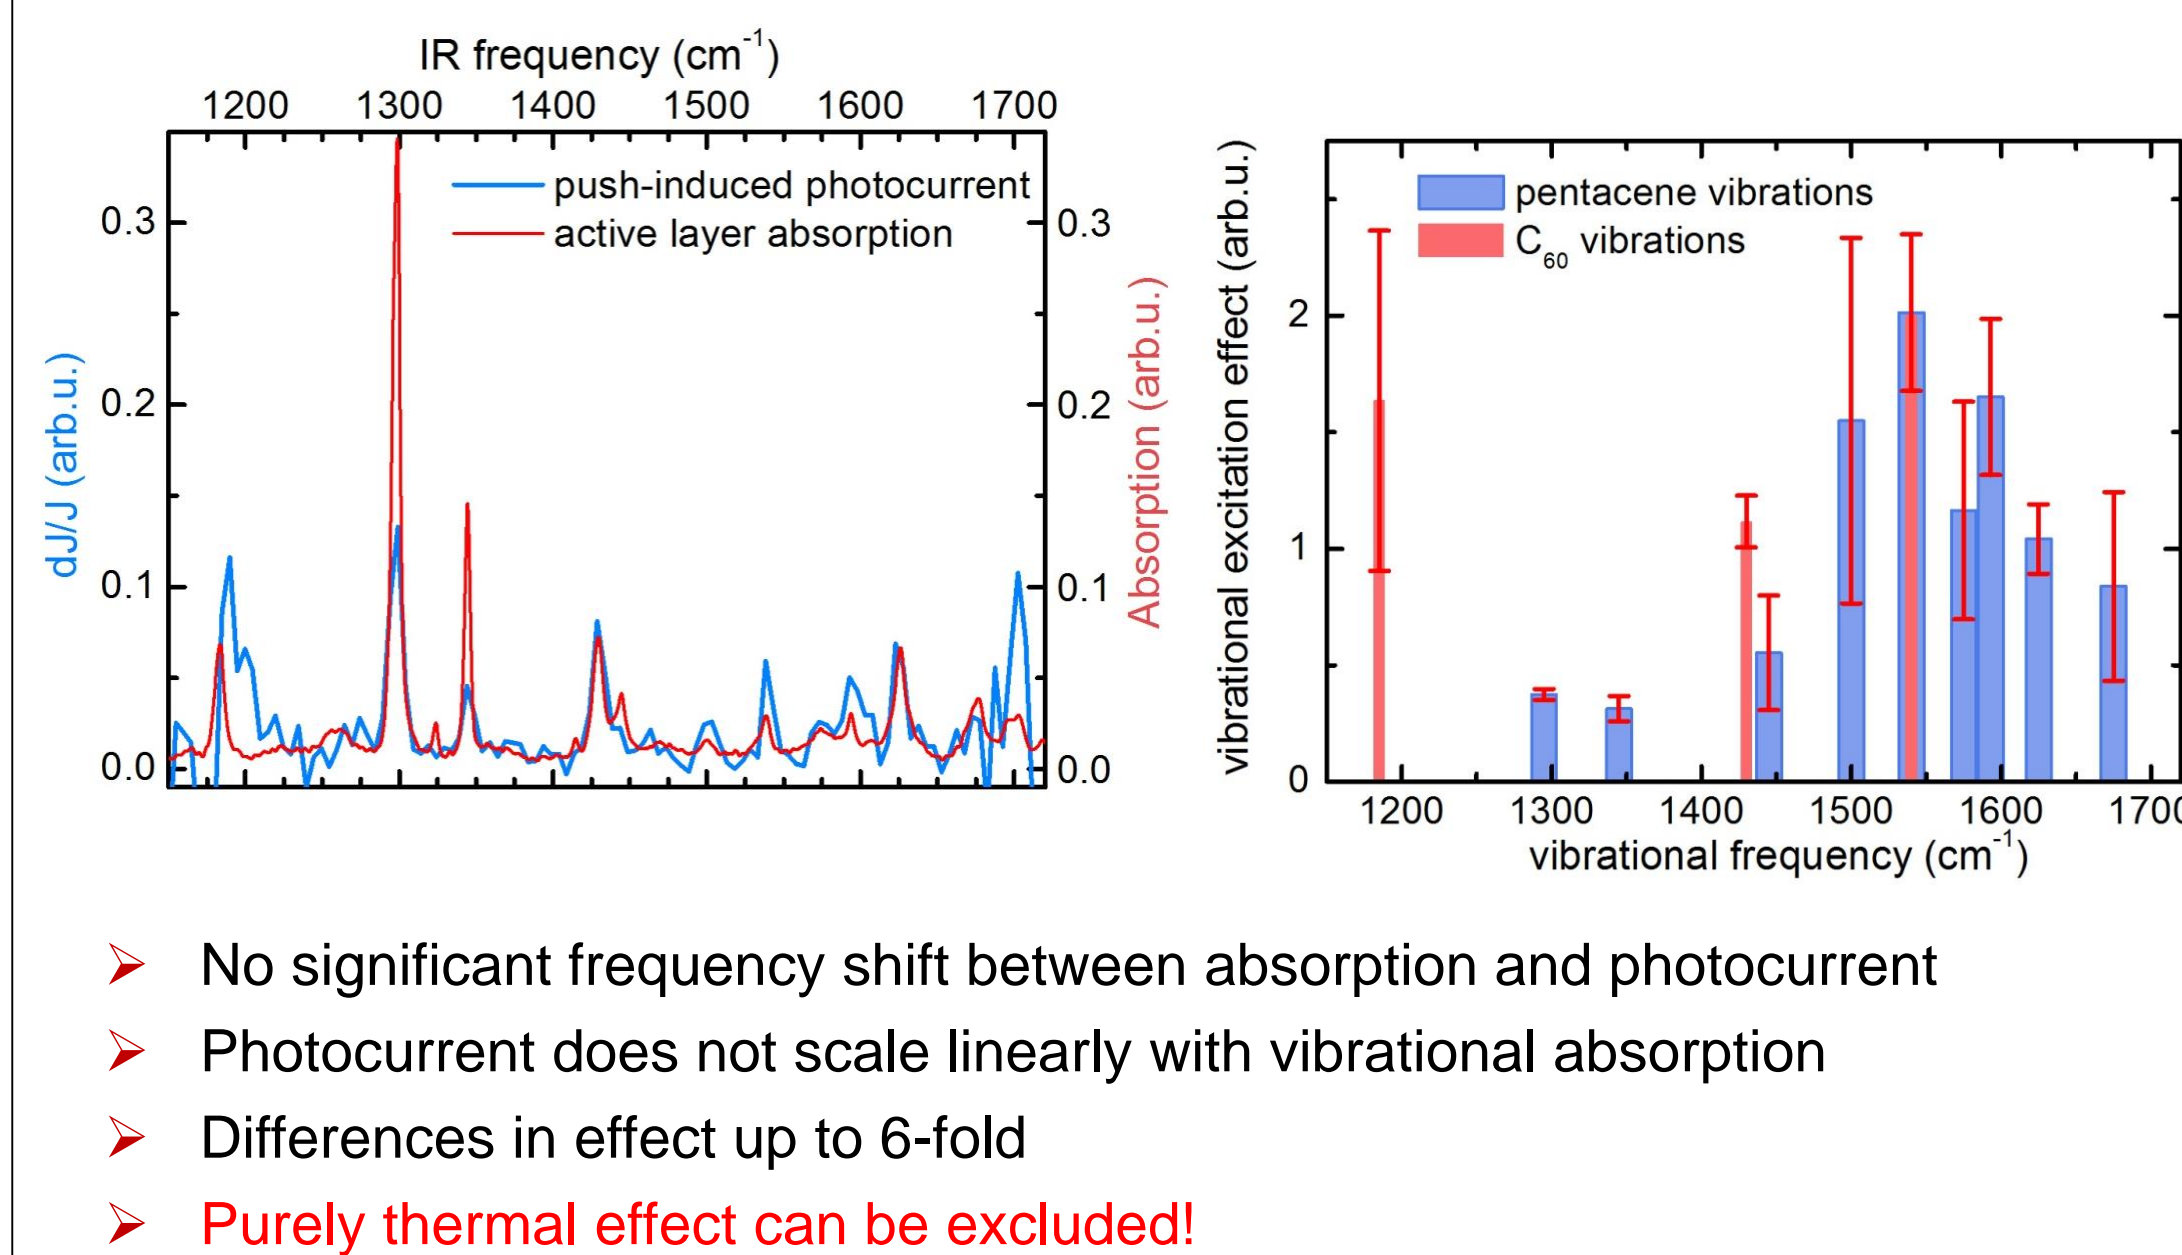 IR frequency (cm⁻¹)
1200 1300 1400 1500 1600 1700
push-induced photocurrent
active layer absorption
0.3
0.2
0.1
0.0
dJ/J (arb.u.)
0.3
0.2
0.1
0.0
Absorption (arb.u.)
vibrational excitation effect (arb.u.)
pentacene vibrations
C₆₀ vibrations
2
1
0
1200 1300 1400 1500 1600 1700
vibrational frequency (cm⁻¹)
➢ No significant frequency shift between absorption and photocurrent
➢ Photocurrent does not scale linearly with vibrational absorption
➢ Differences in effect up to 6-fold
➢ Purely thermal effect can be excluded!